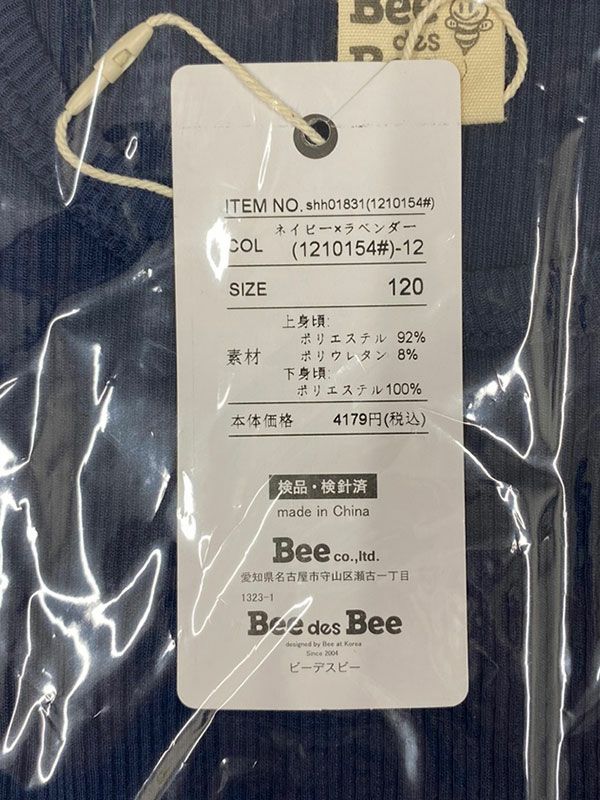 Bee
des
ITEM NO. shh01831(1210154#)
ネイビー×ラベンダー
COL (1210154#)-12
SIZE 120
上身頃:
ポリエステル 92%
素材 ポリウレタン 8%
下身頃:
ポリエステル100%
本体価格 4179円(税込)
検品・検針済
made in China
Bee co.,ltd.
愛知県名古屋市守山区瀬古一丁目
1323-1
Bee des Bee
designed by Bee at Korea
Since 2004
ビーデスビー